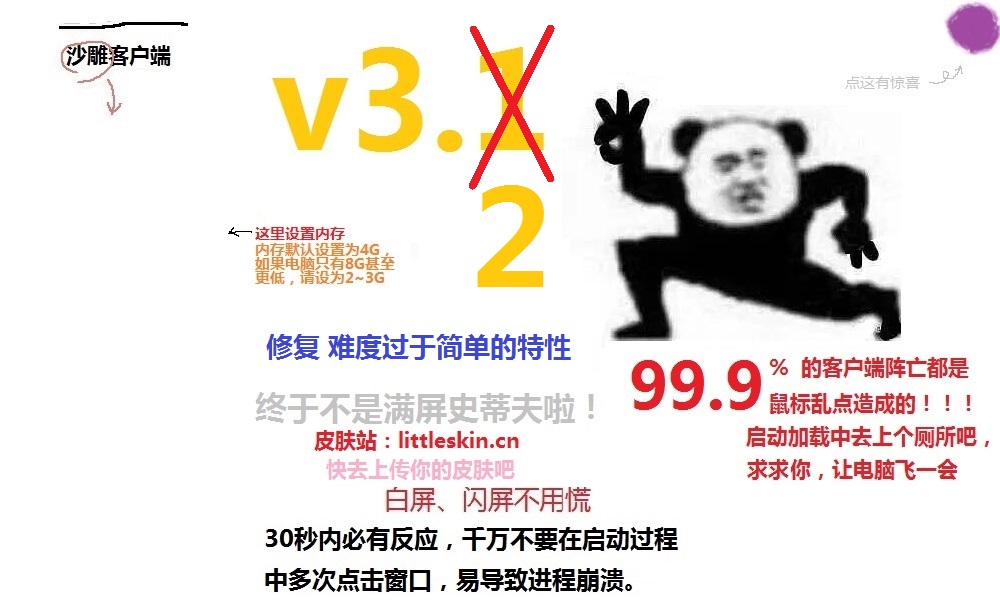 沙雕客户端
v3.1
2
点这有惊喜
这里设置内存
内存默认设置为4G，
如果电脑只有8G甚至
更低，请设为2~3G
修复 难度过于简单的特性
终于不是满屏史蒂夫啦！
皮肤站：littleskin.cn
快去上传你的皮肤吧
白屏、闪屏不用慌
30秒内必有反应，千万不要在启动过程
中多次点击窗口，易导致进程崩溃。
99.9% 的客户端阵亡都是
鼠标乱点造成的！！！
启动加载中去上个厕所吧，
求求你，让电脑飞一会